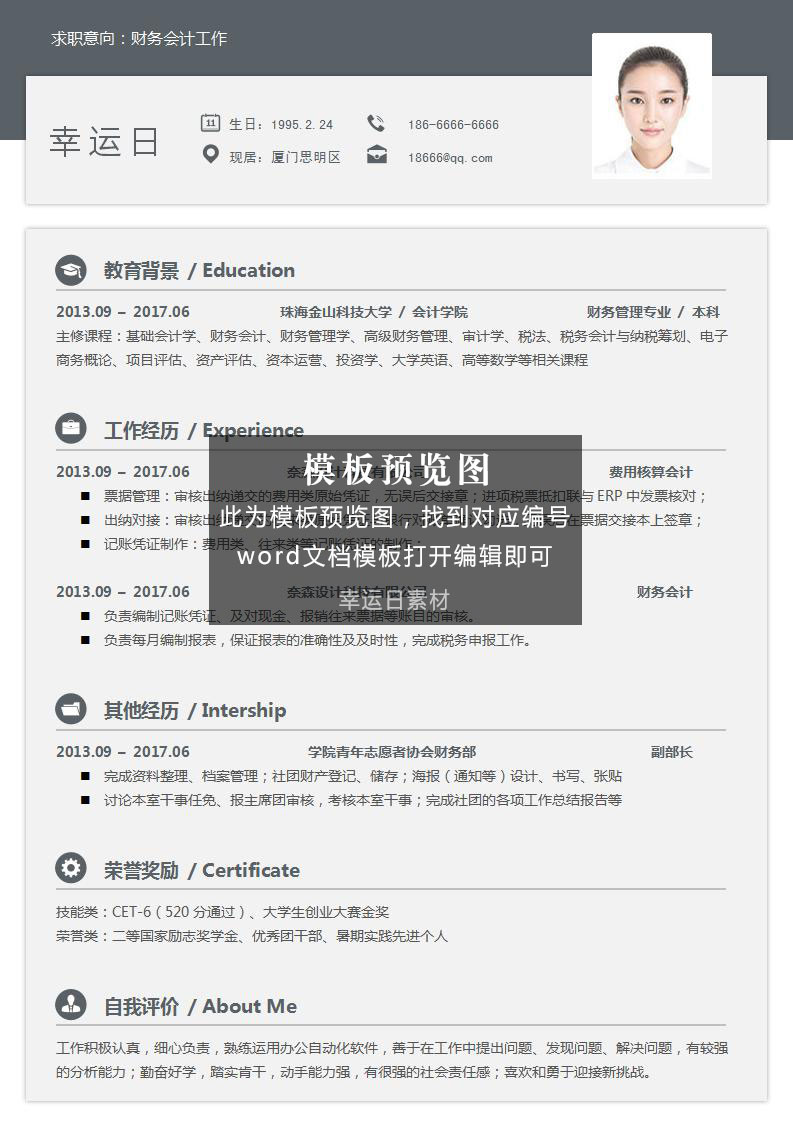 求职意向：财务会计工作
幸运日
11
生日：1995.2.24
186-6666-6666
现居：厦门思明区
18666@qq.com
教育背景 / Education
2013.09 – 2017.06 珠海金山科技大学 / 会计学院 财务管理专业 / 本科
主修课程：基础会计学、财务会计、财务管理学、高级财务管理、审计学、税法、税务会计与纳税筹划、电子
商务概论、项目评估、资产评估、资本运营、投资学、大学英语、高等数学等相关课程
工作经历 / Experience
2013.09 – 2017.06 费用核算会计
票据管理：审核出纳递交的费用类原始凭证，无误后交接章；进项税票抵扣联与 ERP 中发票核对；
出纳对接：审核出纳 在票据交接本上签章；
记账凭证制作：费用类、往来类等记账凭证的制作；
模板预览图
此为模板预览图，找到对应编号
word文档模板打开编辑即可
幸运日素材
2013.09 – 2017.06 奈森设计科技有限公司 财务会计
负责编制记账凭证、及对现金、报销往来票据等账目的审核。
负责每月编制报表，保证报表的准确性及及时性，完成税务申报工作。
其他经历 / Intership
2013.09 – 2017.06 学院青年志愿者协会财务部 副部长
完成资料整理、档案管理；社团财产登记、储存；海报（通知等）设计、书写、张贴
讨论本室干事任免、报主席团审核，考核本室干事；完成社团的各项工作总结报告等
荣誉奖励 / Certificate
技能类：CET-6（520 分通过）、大学生创业大赛金奖
荣誉类：二等国家励志奖学金、优秀团干部、暑期实践先进个人
自我评价 / About Me
工作积极认真，细心负责，熟练运用办公自动化软件，善于在工作中提出问题、发现问题、解决问题，有较强
的分析能力；勤奋好学，踏实肯干，动手能力强，有很强的社会责任感；喜欢和勇于迎接新挑战。